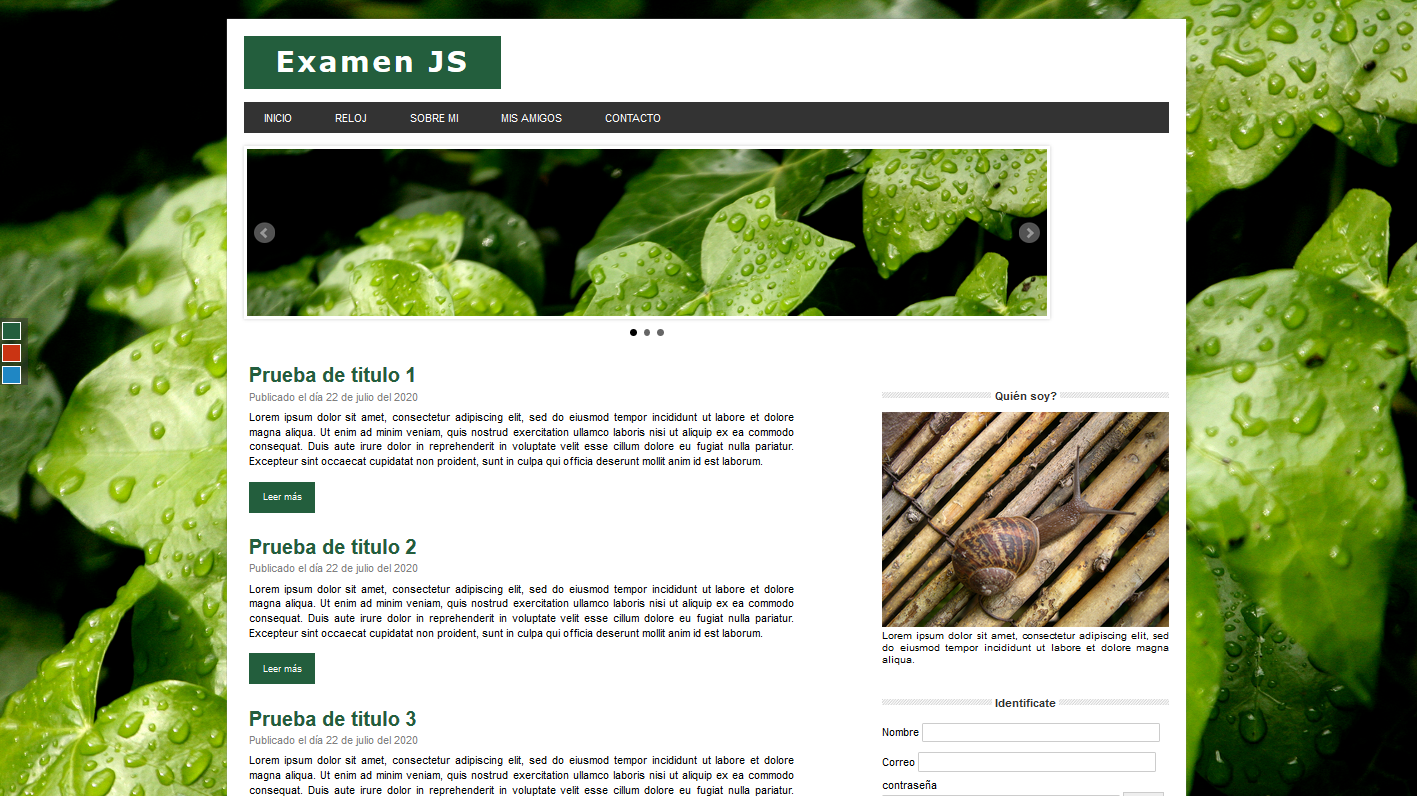 Examen JS
INICIO RELOJ SOBRE MI MIS AMIGOS CONTACTO
Prueba de titulo 1
Publicado el día 22 de julio del 2020
Lorem ipsum dolor sit amet, consectetur adipiscing elit, sed do eiusmod tempor incididunt ut labore et dolore
magna aliqua. Ut enim ad minim veniam, quis nostrud exercitation ullamco laboris nisi ut aliquip ex ea commodo
consequat. Duis aute irure dolor in reprehenderit in voluptate velit esse cillum dolore eu fugiat nulla pariatur.
Excepteur sint occaecat cupidatat non proident, sunt in culpa qui officia deserunt mollit anim id est laborum.
Leer más
Prueba de titulo 2
Publicado el día 22 de julio del 2020
Lorem ipsum dolor sit amet, consectetur adipiscing elit, sed do eiusmod tempor incididunt ut labore et dolore
magna aliqua. Ut enim ad minim veniam, quis nostrud exercitation ullamco laboris nisi ut aliquip ex ea commodo
consequat. Duis aute irure dolor in reprehenderit in voluptate velit esse cillum dolore eu fugiat nulla pariatur.
Excepteur sint occaecat cupidatat non proident, sunt in culpa qui officia deserunt mollit anim id est laborum.
Leer más
Prueba de titulo 3
Publicado el día 22 de julio del 2020
Lorem ipsum dolor sit amet, consectetur adipiscing elit, sed do eiusmod tempor incididunt ut labore et dolore
magna aliqua. Ut enim ad minim veniam, quis nostrud exercitation ullamco laboris nisi ut aliquip ex ea commodo
consequat. Duis aute irure dolor in reprehenderit in voluptate velit esse cillum dolore eu fugiat nulla pariatur.
Quién soy?
Lorem ipsum dolor sit amet, consectetur adipiscing elit, sed
do eiusmod tempor incididunt ut labore et dolore magna
aliqua.
Identificate
Nombre
Correo
contraseña